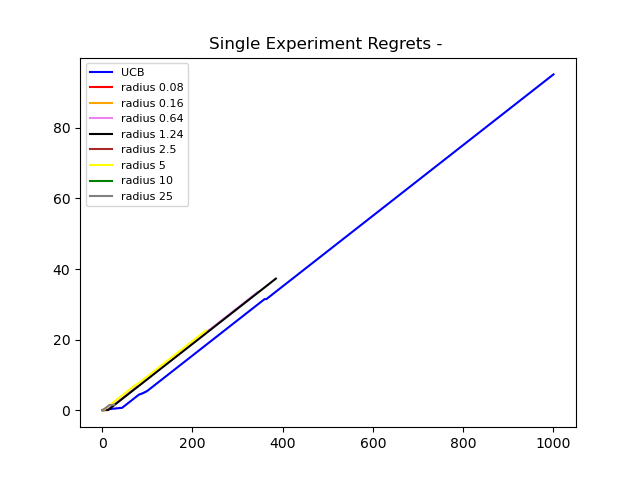 Single Experiment Regrets -
UCB
radius 0.08
radius 0.16
radius 0.64
radius 1.24
radius 2.5
radius 5
radius 10
radius 25
80
60
40
20
0
0 200 400 600 800 1000